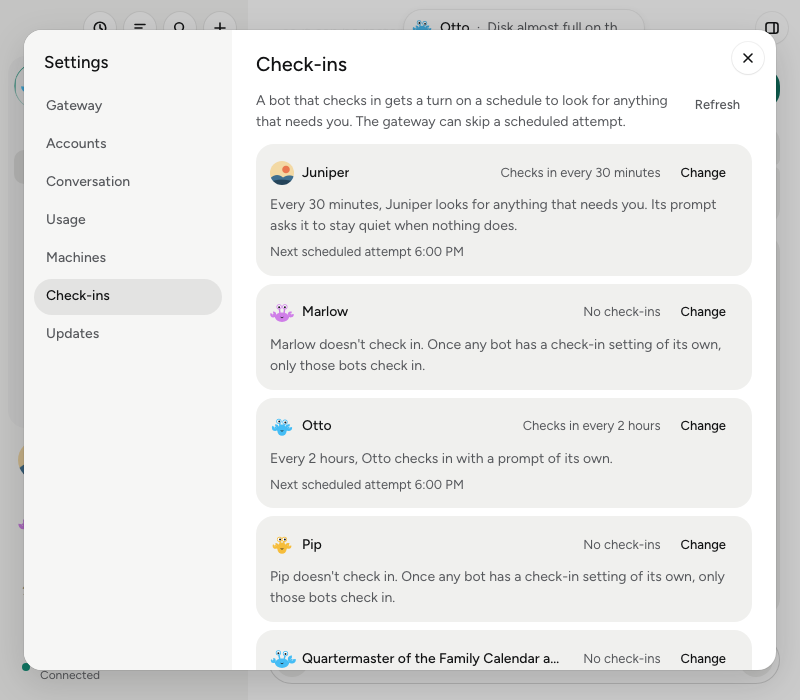 Otto · Disk almost full on th
Settings
Gateway
Accounts
Conversation
Usage
Machines
Check-ins
Updates
Connected
Check-ins
A bot that checks in gets a turn on a schedule to look for anything
that needs you. The gateway can skip a scheduled attempt.
Refresh
Juniper
Checks in every 30 minutes
Change
Every 30 minutes, Juniper looks for anything that needs you. Its prompt
asks it to stay quiet when nothing does.
Next scheduled attempt 6:00 PM
Marlow
No check-ins
Change
Marlow doesn't check in. Once any bot has a check-in setting of its own,
only those bots check in.
Otto
Checks in every 2 hours
Change
Every 2 hours, Otto checks in with a prompt of its own.
Next scheduled attempt 6:00 PM
Pip
No check-ins
Change
Pip doesn't check in. Once any bot has a check-in setting of its own, only
those bots check in.
Quartermaster of the Family Calendar a...
No check-ins
Change